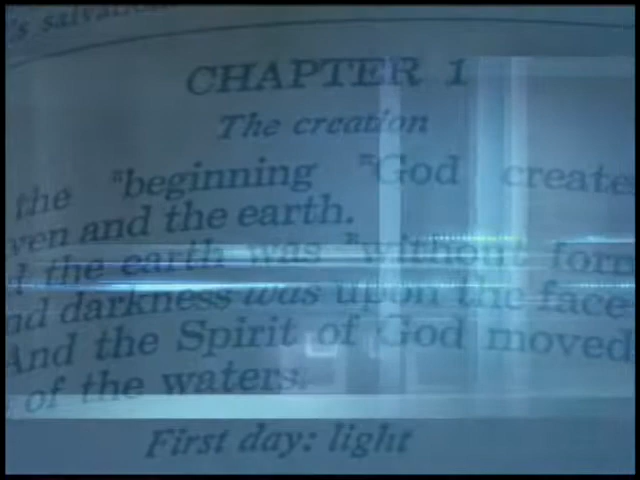 's salvation
CHAPTER 1
The creation
the "beginning "God create
ven and the earth.
d the earth was "without form
nd darkness was upon the face
And the Spirit of God moved
of the waters.
First day: light